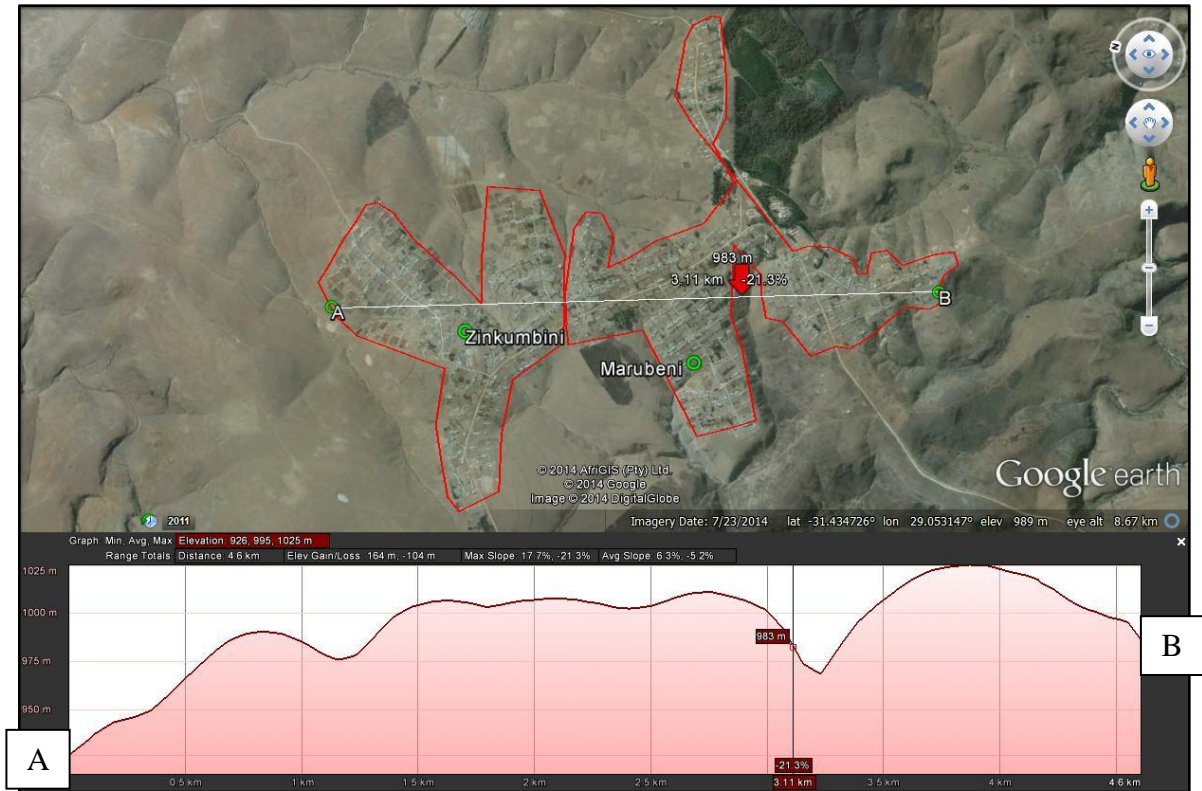 N
983 m
3.11 km -21.3%
A
B
Zinkumbini
Marubeni
© 2014 AfriGIS (Pty) Ltd.
© 2014 Google
Image © 2014 DigitalGlobe
Google earth
2011
Imagery Date: 7/23/2014 lat -31.434726° lon 29.053147° elev 989 m eye alt 8.67 km
Graph: Min, Avg, Max Elevation: 926, 995, 1025 m
Range Totals: Distance: 4.6 km Elev Gain/Loss: 164 m, -104 m Max Slope: 17.7%, -21.3% Avg Slope: 6.3%, -5.2%
1025 m
1000 m
975 m
950 m
983 m
B
A
-21.3%
0.5 km 1 km 1.5 km 2 km 2.5 km 3.11 km 3.5 km 4 km 4.6 km